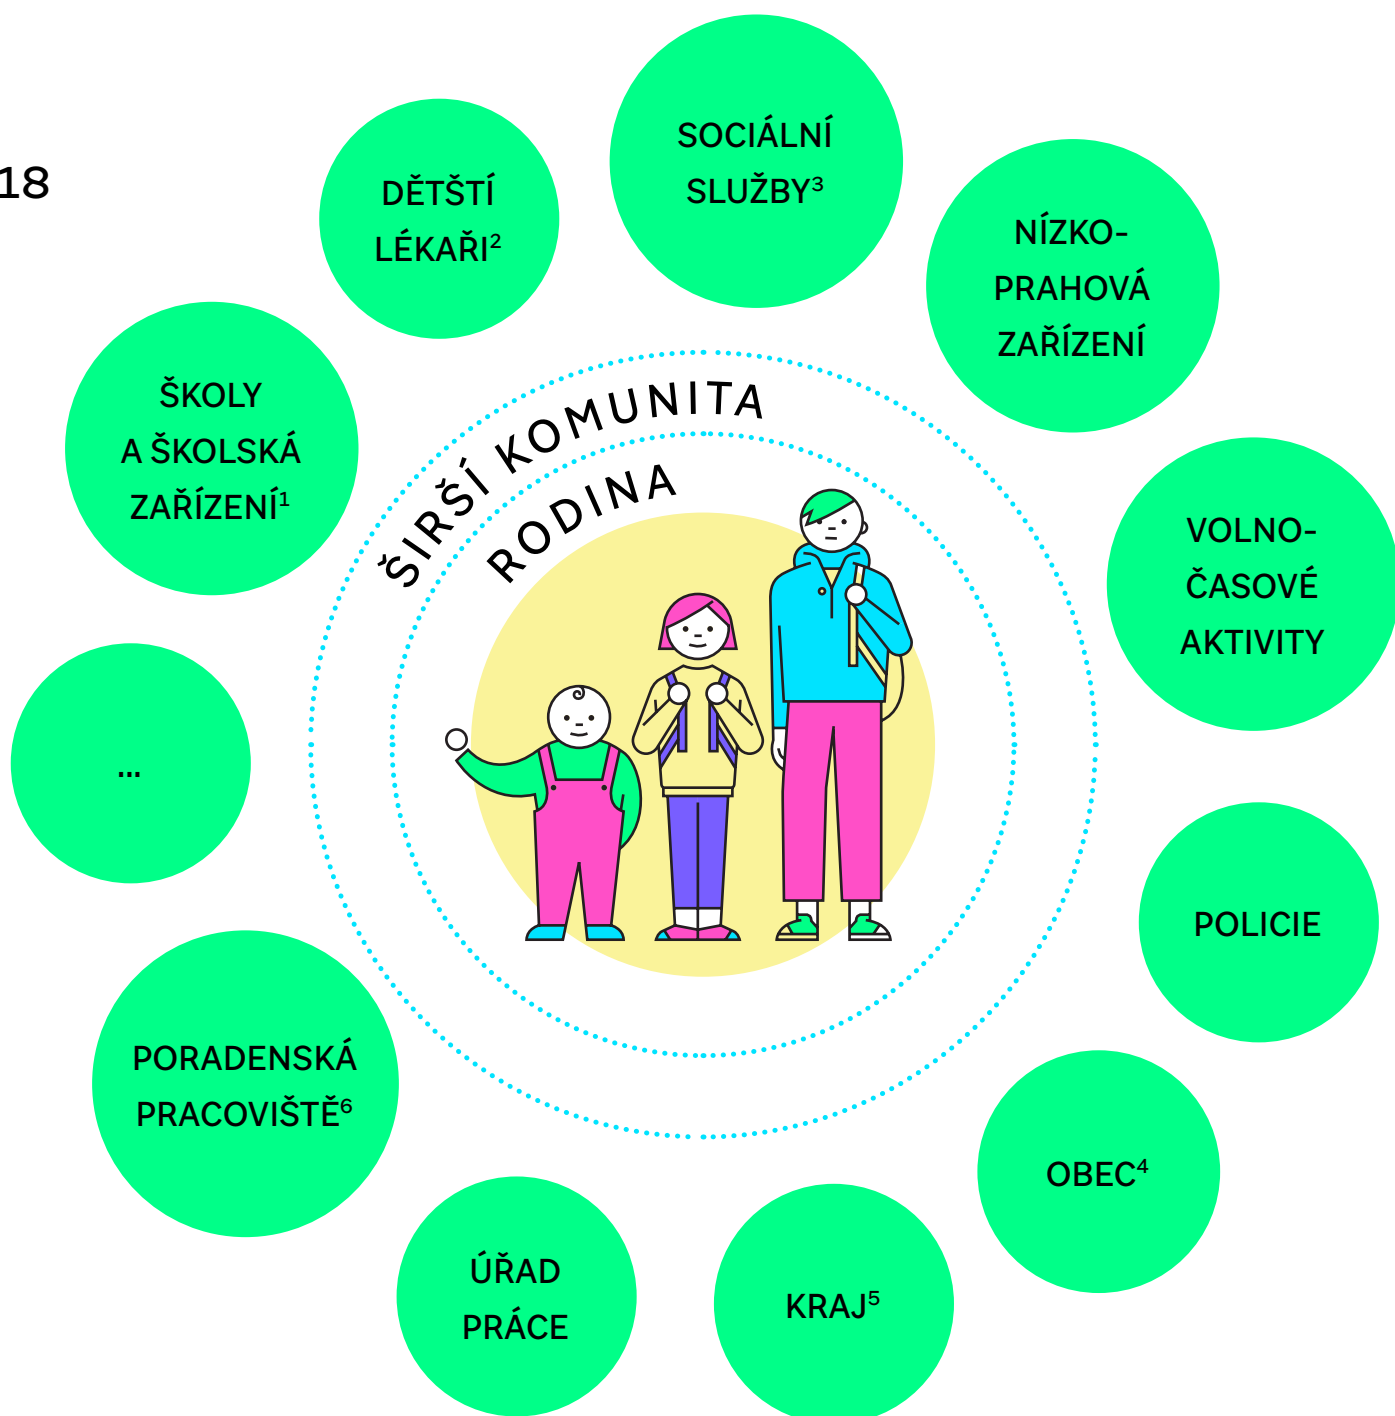 18
DĚTŠTÍ
LÉKAŘI²
SOCIÁLNÍ
SLUŽBY³
NÍZKO-
PRAHOVÁ
ZAŘÍZENÍ
ŠKOLY
A ŠKOLSKÁ
ZAŘÍZENÍ¹
ŠIRŠÍ KOMUNITA
RODINA
VOLNO-
ČASOVÉ
AKTIVITY
...
POLICIE
PORADENSKÁ
PRACOVIŠTĚ⁶
OBEC⁴
ÚŘAD
PRÁCE
KRAJ⁵